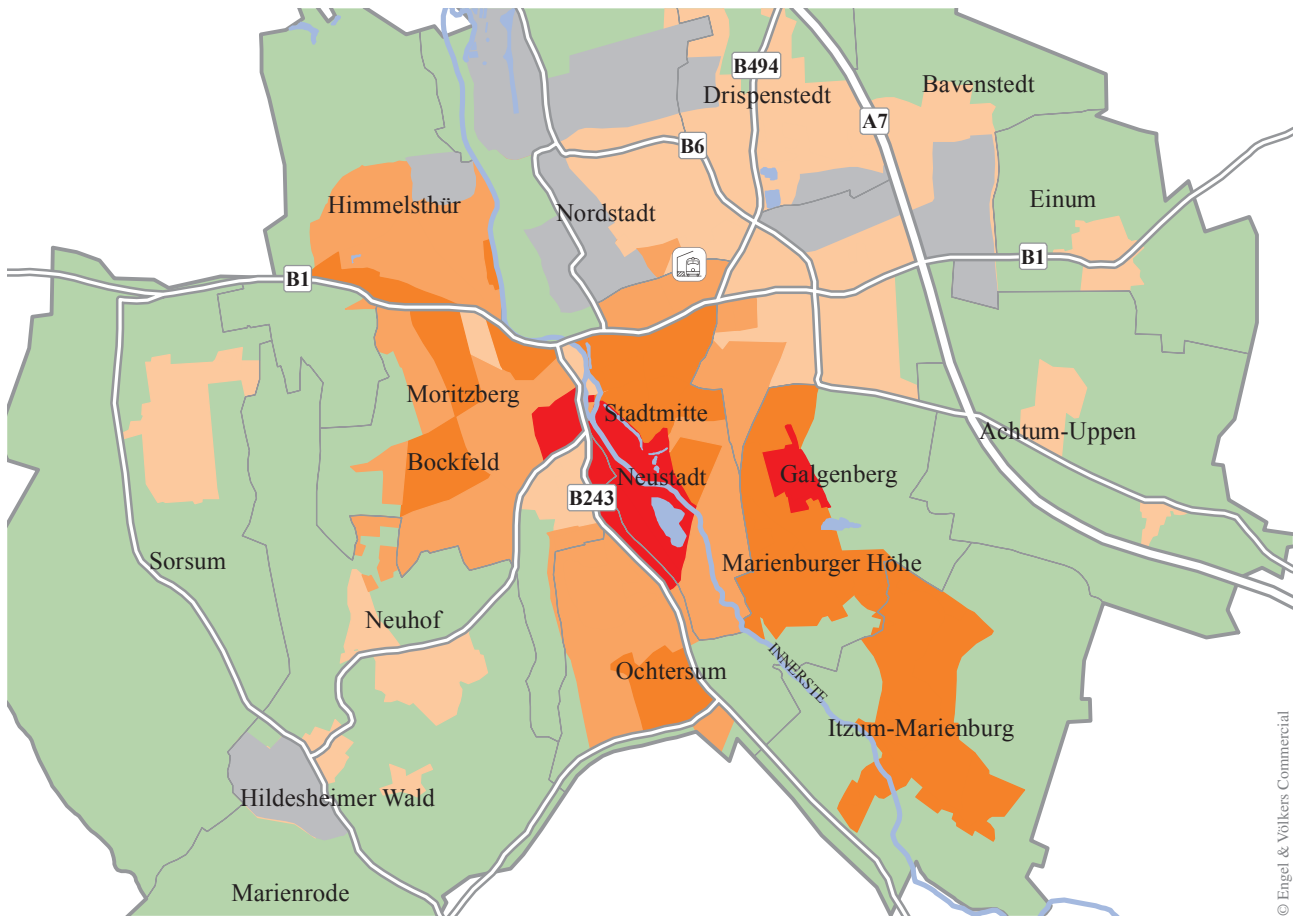 B494
Drispenstedt
Bavenstedt
A7
B6
Himmelsthür
Nordstadt
Einum
B1
B1
Moritzberg
Stadtmitte
Achtum-Uppen
Bockfeld
Neustadt
Galgenberg
B243
Sorsum
Marienburger Höhe
Neuhof
Ochtersum
INNERSTE
Itzum-Marienburg
Hildesheimer Wald
Marienrode
© Engel & Völkers Commercial